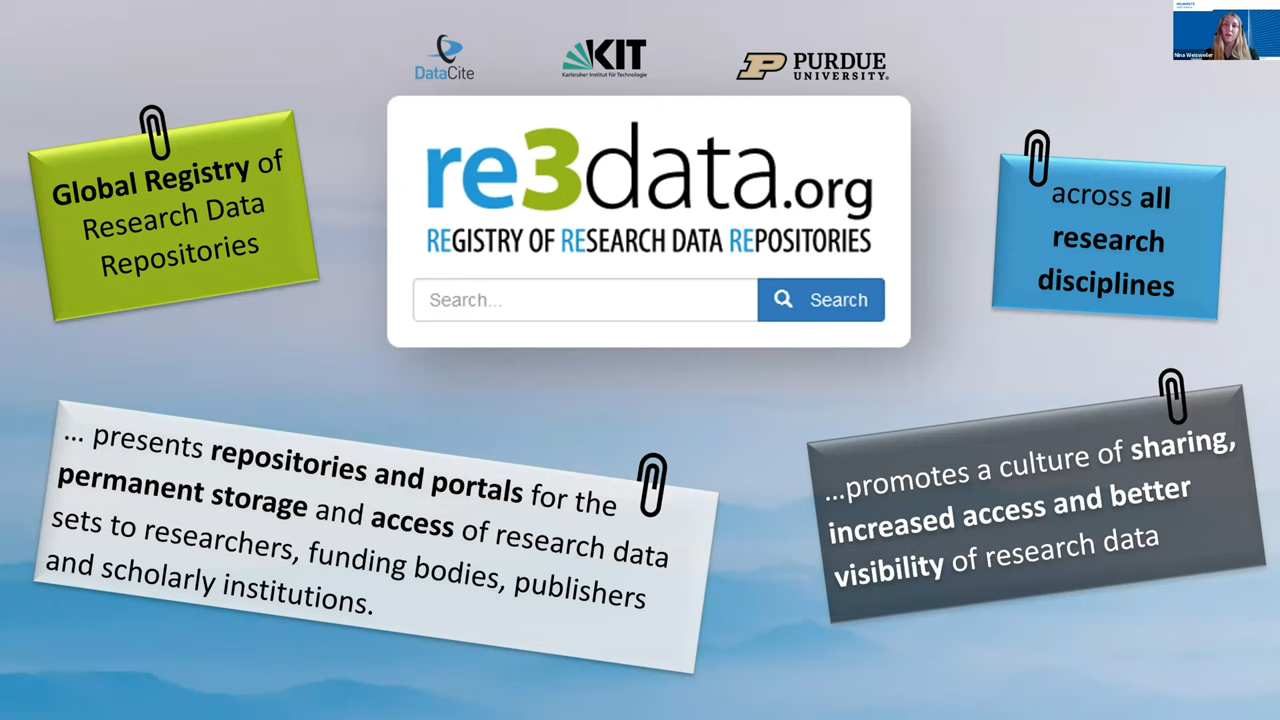 DataCite
KIT
Karlsruher Institut für Technologie
PURDUE
UNIVERSITY®
re3data.org
REGISTRY OF RESEARCH DATA REPOSITORIES
Search...
Search
Global Registry of
Research Data
Repositories
across all
research
disciplines
... presents repositories and portals for the
permanent storage and access of research data
sets to researchers, funding bodies, publishers
and scholarly institutions.
...promotes a culture of sharing,
increased access and better
visibility of research data
HELMHOLTZ
Nina Weisweiler